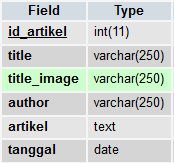 Field Type
id_artikel int(11)
title varchar(250)
title_image varchar(250)
author varchar(250)
artikel text
tanggal date